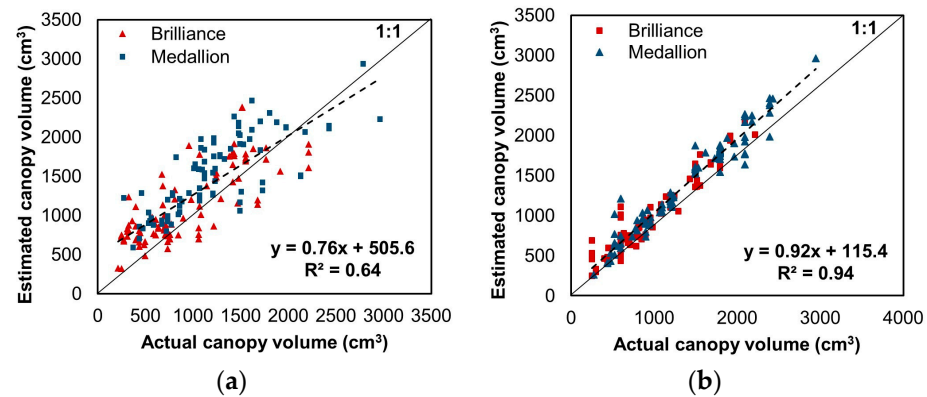 (a)
3500
3000
2500
2000
1500
1000
500
0
Estimated canopy volume (cm³)
Brilliance
Medallion
1:1
y = 0.76x + 505.6
R² = 0.64
0 500 1000 1500 2000 2500 3000 3500
Actual canopy volume (cm³)
(b)
3500
3000
2500
2000
1500
1000
500
0
Estimated canopy volume (cm³)
Brilliance
Medallion
1:1
y = 0.92x + 115.4
R² = 0.94
0 1000 2000 3000 4000
Actual canopy volume (cm³)
(a) (b)